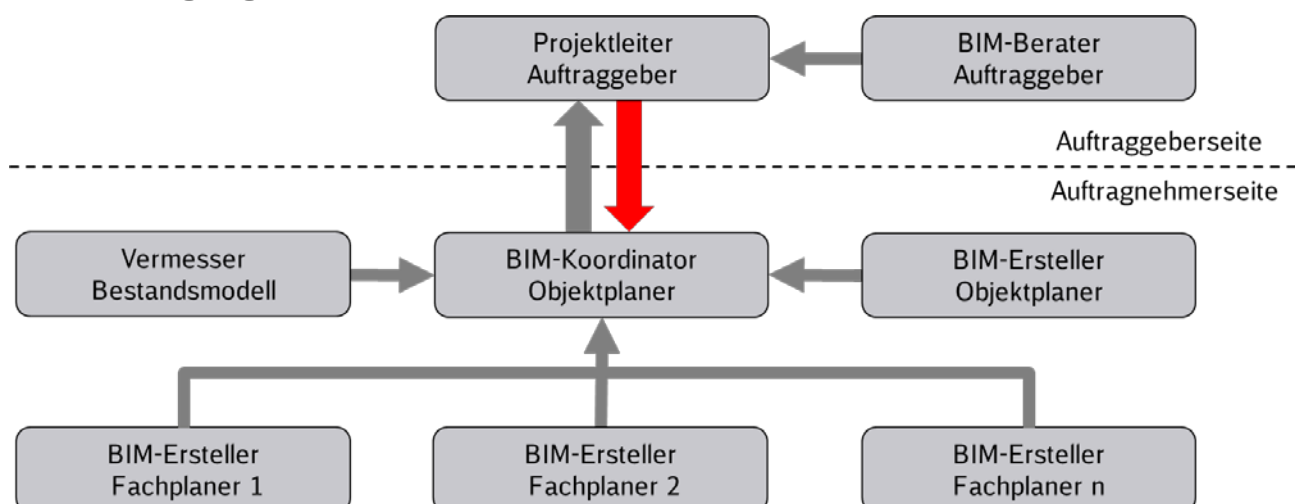 Projektleiter
Auftraggeber
BIM-Berater
Auftraggeber
Auftraggeberseite
Auftragnehmerseite
Vermesser
Bestandsmodell
BIM-Koordinator
Objektplaner
BIM-Ersteller
Objektplaner
BIM-Ersteller
Fachplaner 1
BIM-Ersteller
Fachplaner 2
BIM-Ersteller
Fachplaner n